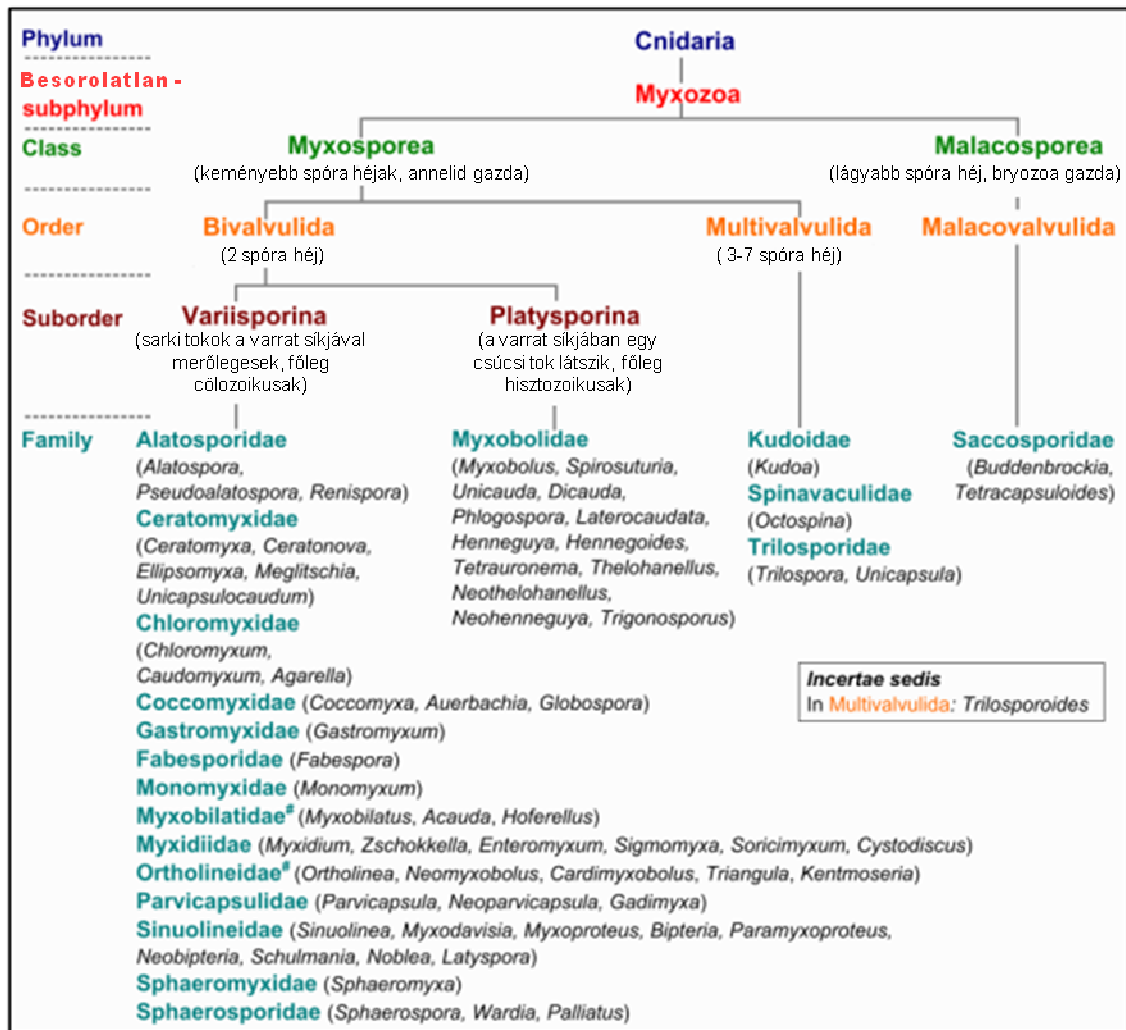 Phylum
Cnidaria
Besorolatlan -
subphylum
Myxozoa
Class
Myxosporea
(keményebb spóra héjak, annelid gazda)
Malacosporea
(lágyabb spóra héj, bryozoa gazda)
Order
Bivalvulida
(2 spóra héj)
Multivalvulida
( 3-7 spóra héj)
Malacovalvulida
Suborder
Variisporina
(sarki tokok a varrat síkjával
merőlegesek, főleg
cölozoikusak)
Platysporina
(a varrat síkjában egy
csúcsi tok látszik, főleg
hisztozoikusak)
Family
Alatosporidae
(Alatospora,
Pseudoalatospora, Renispora)
Ceratomyxidae
(Ceratomyxa, Ceratonova,
Ellipsomyxa, Meglitschia,
Unicapsulocaudum)
Chloromyxidae
(Chloromyxum,
Caudomyxum, Agarella)
Coccomyxidae (Coccomyxa, Auerbachia, Globospora)
Gastromyxidae (Gastromyxum)
Fabesporidae (Fabespora)
Monomyxidae (Monomyxum)
Myxobilatidae# (Myxobilatus, Acauda, Hoferellus)
Myxidiidae (Myxidium, Zschokkella, Enteromyxum, Sigmomyxa, Soricimyxum, Cystodiscus)
Ortholineidae# (Ortholinea, Neomyxobolus, Cardimyxobolus, Triangula, Kentmoseria)
Parvicapsulidae (Parvicapsula, Neoparvicapsula, Gadimyxa)
Sinuolineidae (Sinuolinea, Myxodavisia, Myxoproteus, Bipteria, Paramyxoproteus,
Neobipteria, Schulmania, Noblea, Latyspora)
Sphaeromyxidae (Sphaeromyxa)
Sphaerosporidae (Sphaerospora, Wardia, Palliatus)
Myxobolidae
(Myxobolus, Spirosuturia,
Unicauda, Dicauda,
Phlogospora, Laterocaudata,
Henneguya, Hennegoides,
Tetrauronema, Thelohanellus,
Neothelohanellus,
Neohenneguya, Trigonosporus)
Kudoidae
(Kudoa)
Spinavaculidae
(Octospina)
Trilosporidae
(Trilospora, Unicapsula)
Saccosporidae
(Buddenbrockia,
Tetracapsuloides)
Incertae sedis
In Multivalvulida: Trilosporoides